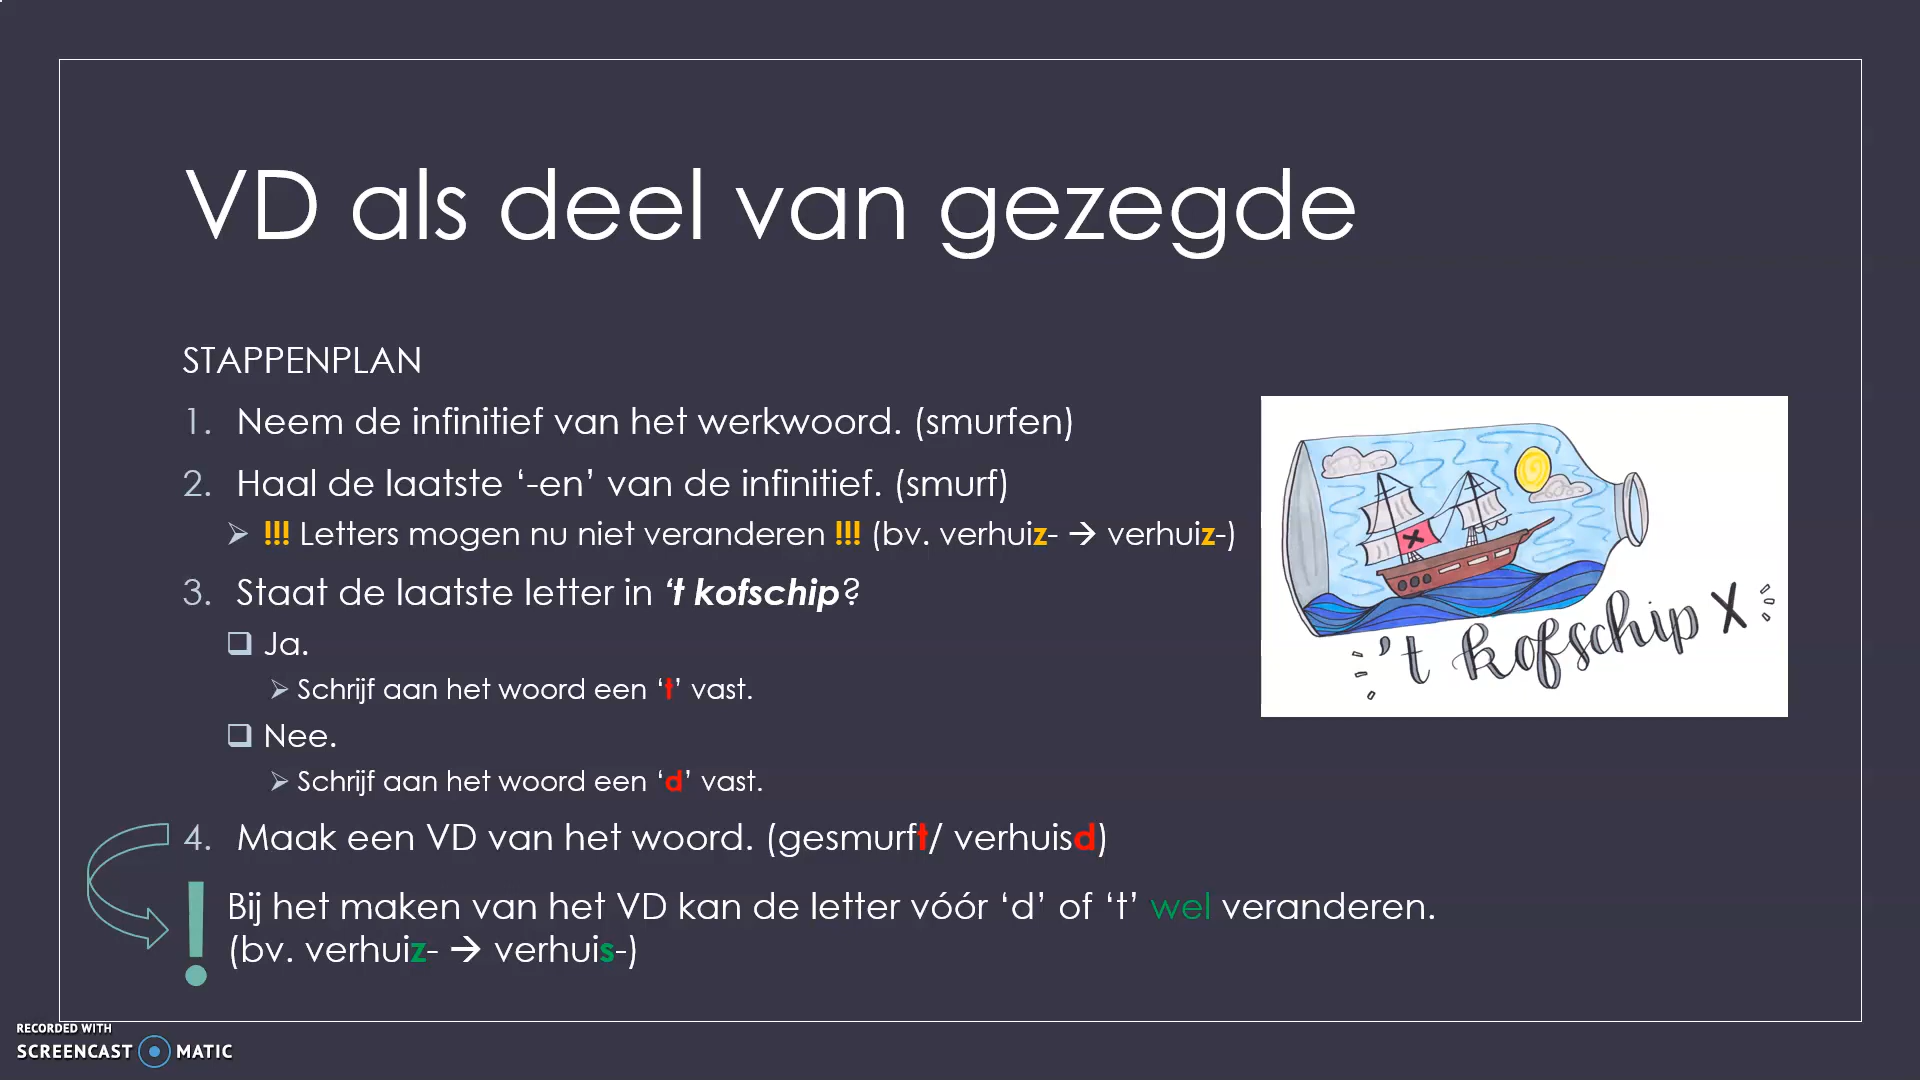 VD als deel van gezegde
STAPPENPLAN
1. Neem de infinitief van het werkwoord. (smurfen)
2. Haal de laatste ‘-en’ van de infinitief. (smurf)
!!! Letters mogen nu niet veranderen !!! (bv. verhuiz- → verhuiz-)
3. Staat de laatste letter in ‘t kofschip?
Ja.
Schrijf aan het woord een ‘t’ vast.
Nee.
Schrijf aan het woord een ‘d’ vast.
4. Maak een VD van het woord. (gesmurft/ verhuisd)
! Bij het maken van het VD kan de letter vóór ‘d’ of ‘t’ wel veranderen.
(bv. verhuiz- → verhuis-)
't kofschip X
RECORDED WITH
SCREENCAST MATIC